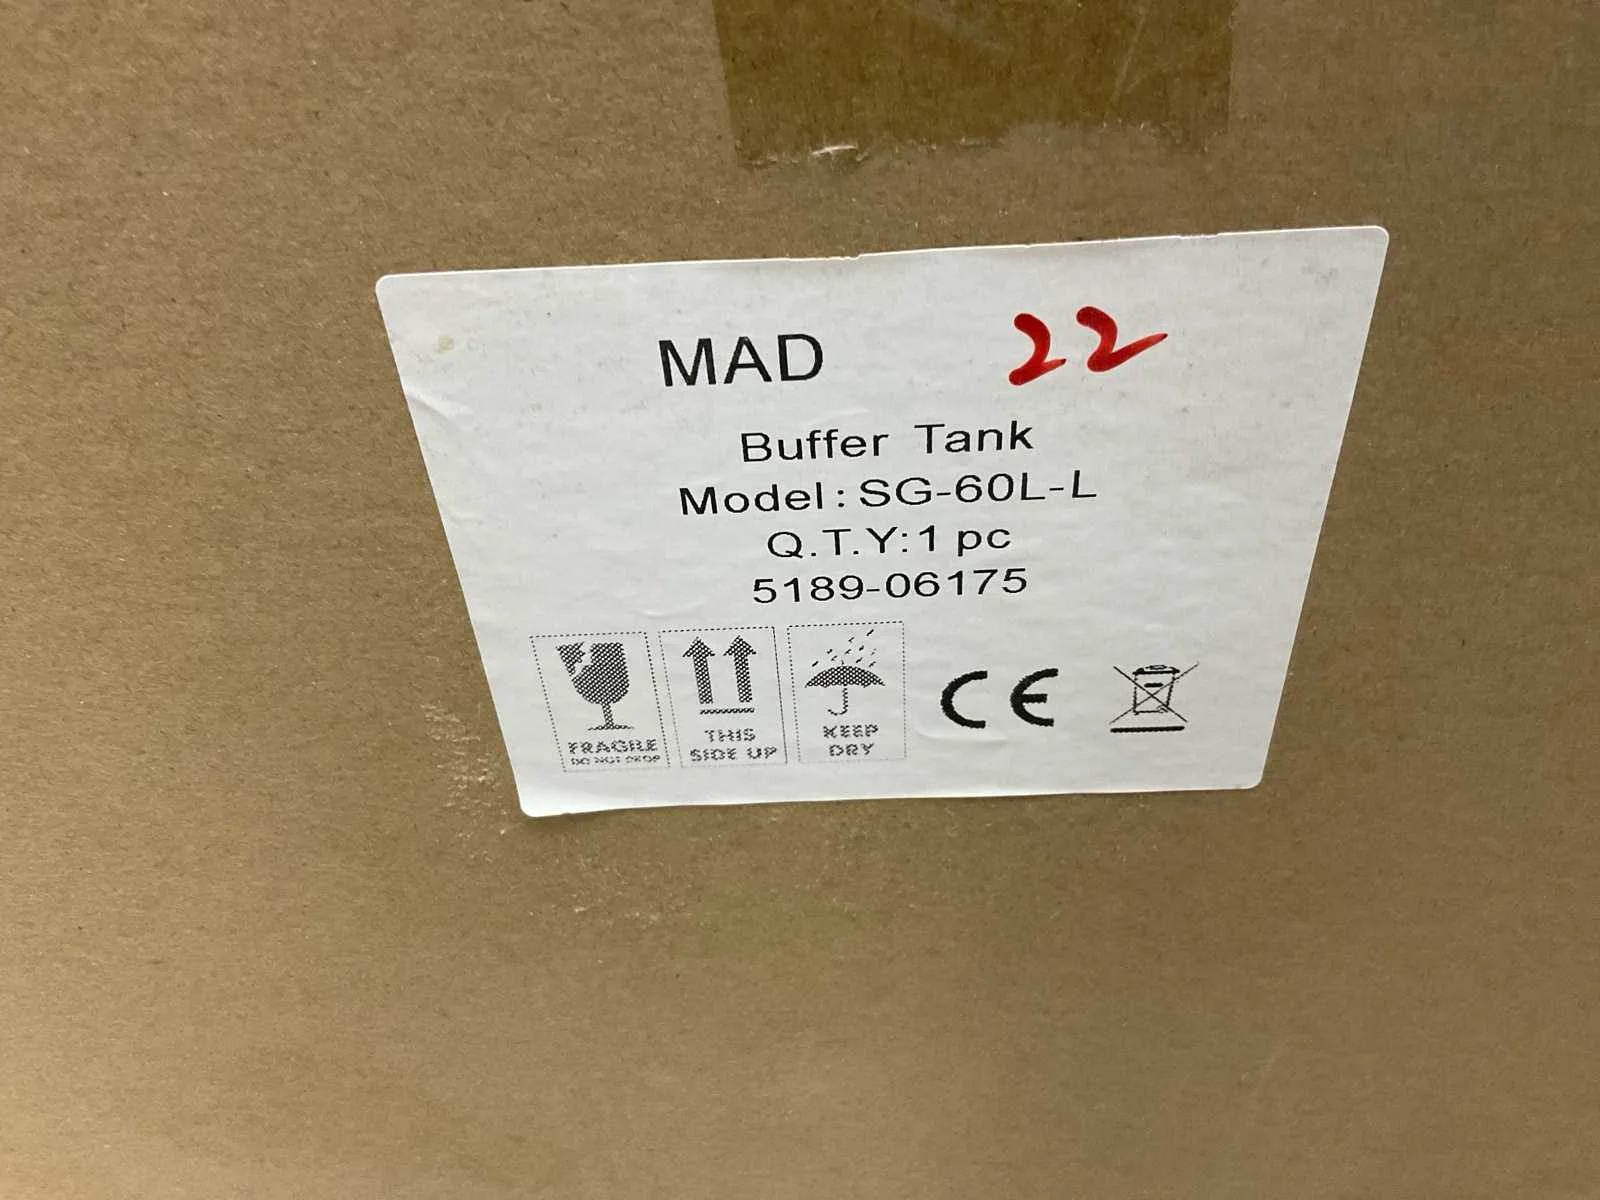 MAD 22
Buffer Tank
Model: SG-60L-L
Q.T.Y:1 pc
5189-06175
FRAGILE
DO NOT DROP
THIS
SIDE UP
KEEP
DRY
CE